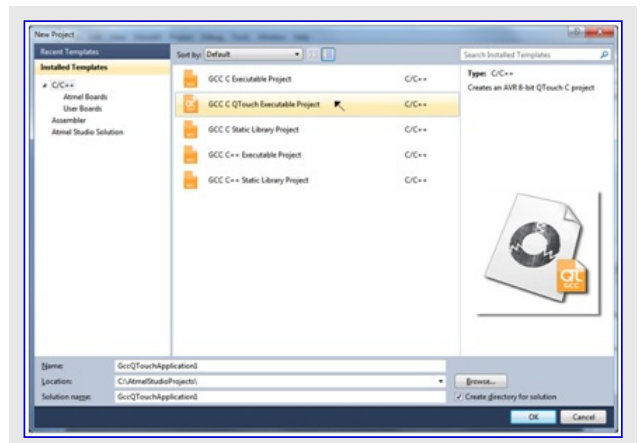 New Project
Recent Templates
Sort by: Default
Search Installed Templates
Installed Templates
C/C++
Atmel Boards
User Boards
Assembler
Atmel Studio Solution
GCC C Executable Project C/C++
GCC C QTouch Executable Project C/C++
GCC C Static Library Project C/C++
GCC C++ Executable Project C/C++
GCC C++ Static Library Project C/C++
Type: C/C++
Creates an AVR 8-bit QTouch C project
Qt
GCC
Name: GccQTouchApplication1
Location: C:\AtmelStudioProjects\
Browse...
Solution name: GccQTouchApplication1
Create directory for solution
OK Cancel